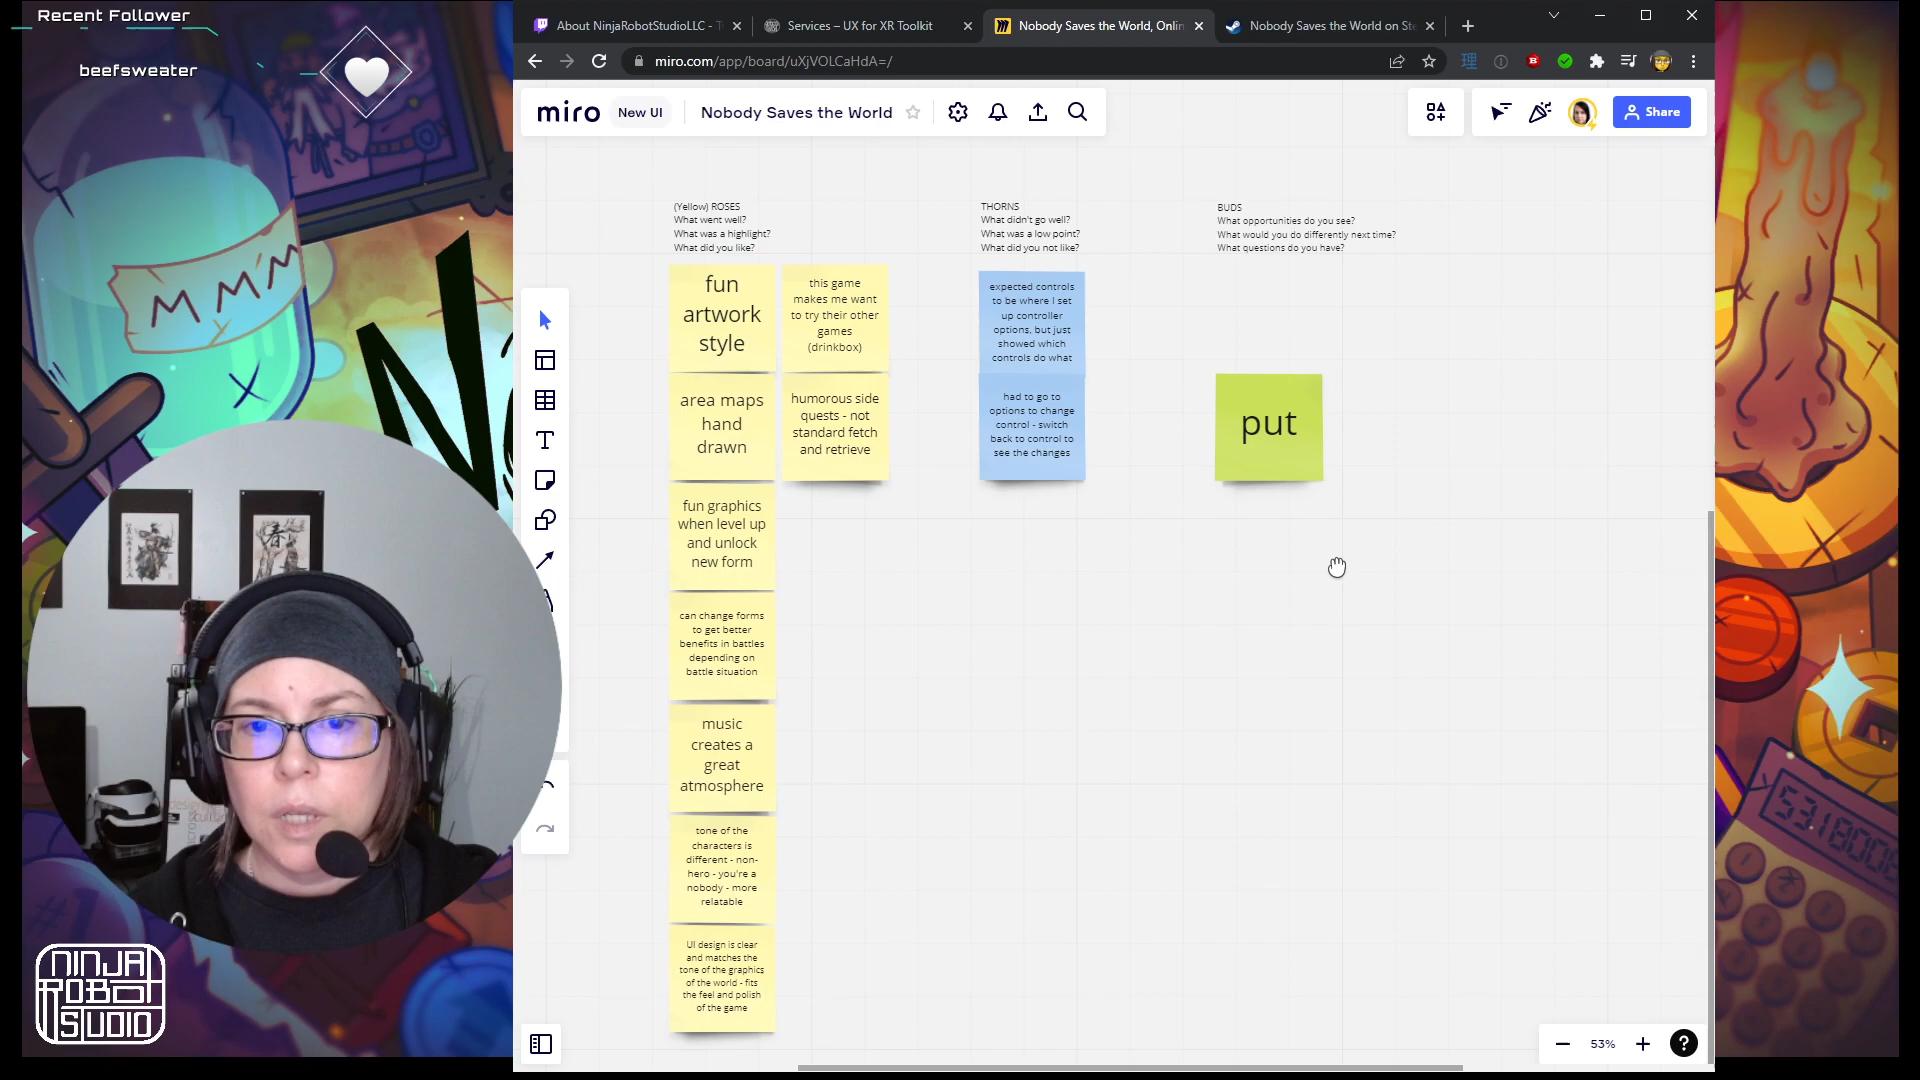 Recent Follower
beefsweater
MMM
NINJA
ROBOT
STUDIO
About NinjaRobotStudioLLC - T
Services – UX for XR Toolkit
Nobody Saves the World, Onlin
Nobody Saves the World on Ste
miro.com/app/board/uXjVOLCaHdA=/
miro
New UI
Nobody Saves the World
Share
(Yellow) ROSES
What went well?
What was a highlight?
What did you like?
THORNS
What didn't go well?
What was a low point?
What did you not like?
BUDS
What opportunities do you see?
What would you do differently next time?
What questions do you have?
fun
artwork
style
this game
makes me want
to try their other
games
(drinkbox)
area maps
hand
drawn
humorous side
quests - not
standard fetch
and retrieve
fun graphics
when level up
and unlock
new form
can change forms
to get better
benefits in battles
depending on
battle situation
music
creates a
great
atmosphere
tone of the
characters is
different - non-
hero - you're a
nobody - more
relatable
UI design is clear
and matches the
tone of the graphics
of the world - fits
the feel and polish
of the game
expected controls
to be where I set
up controller
options, but just
showed which
controls do what
had to go to
options to change
control - switch
back to control to
see the changes
put
53%